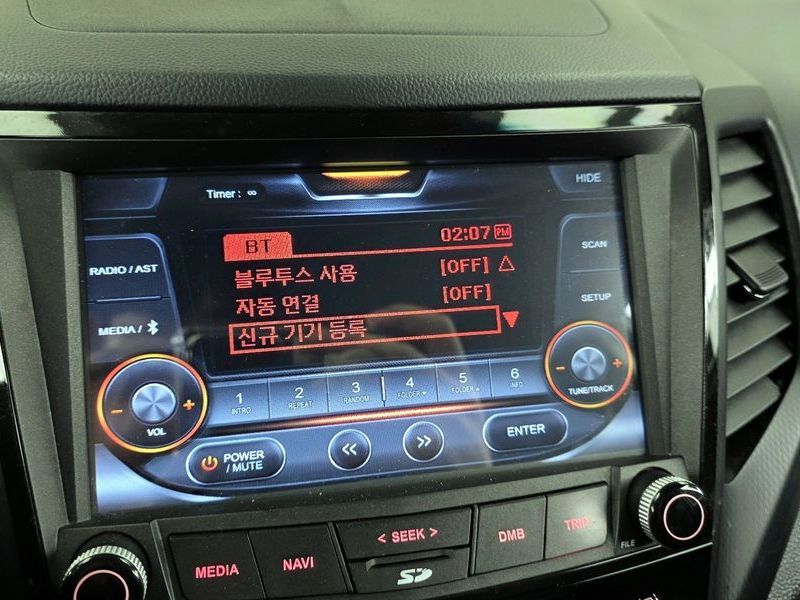 Timer : ∞
HIDE
BT 02:07 PM
RADIO / AST
블루투스 사용 [OFF] △
SCAN
자동 연결 [OFF]
SETUP
MEDIA /
신규 기기 등록 ▼
- VOL +
1 INTRO
2 REPEAT
3 RANDOM
4 FOLDER ▼
5 FOLDER ▲
6 INFO
- TUNE/TRACK +
POWER
/ MUTE
<<
>>
ENTER
MEDIA
NAVI
< SEEK >
SD
DMB
TRIP
FILE